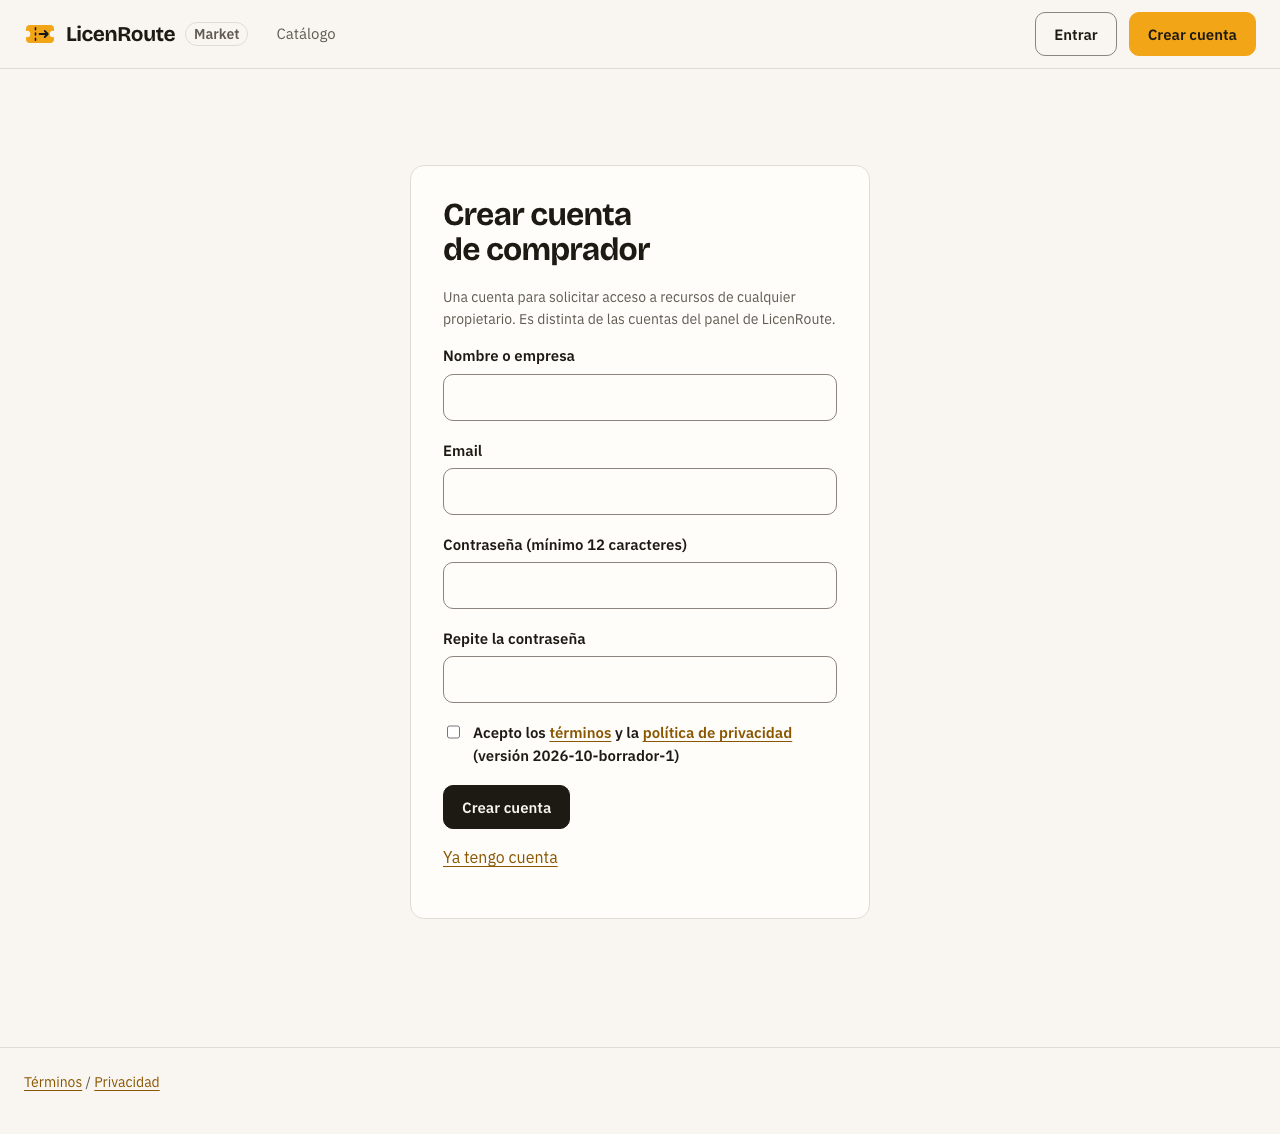 LicenRoute Market Catálogo Entrar Crear cuenta
Crear cuenta
de comprador
Una cuenta para solicitar acceso a recursos de cualquier
propietario. Es distinta de las cuentas del panel de LicenRoute.
Nombre o empresa
Email
Contraseña (mínimo 12 caracteres)
Repite la contraseña
Acepto los términos y la política de privacidad
(versión 2026-10-borrador-1)
Crear cuenta
Ya tengo cuenta
Términos / Privacidad